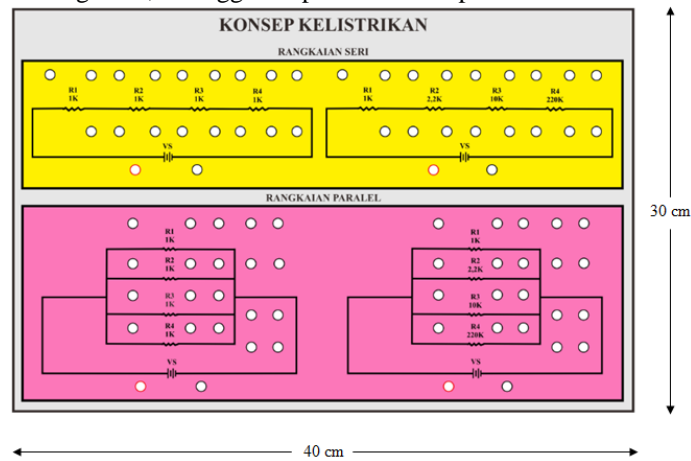 KONSEP KELISTRIKAN
RANGKAIAN SERI
R1 R2 R3 R4
1K 1K 1K 1K
VS
R1 R2 R3 R4
1K 2,2K 10K 220K
VS
RANGKAIAN PARALEL
R1
1K
R2
1K
R3
1K
R4
1K
VS
R1
1K
R2
2,2K
R3
10K
R4
220K
VS
30 cm
40 cm